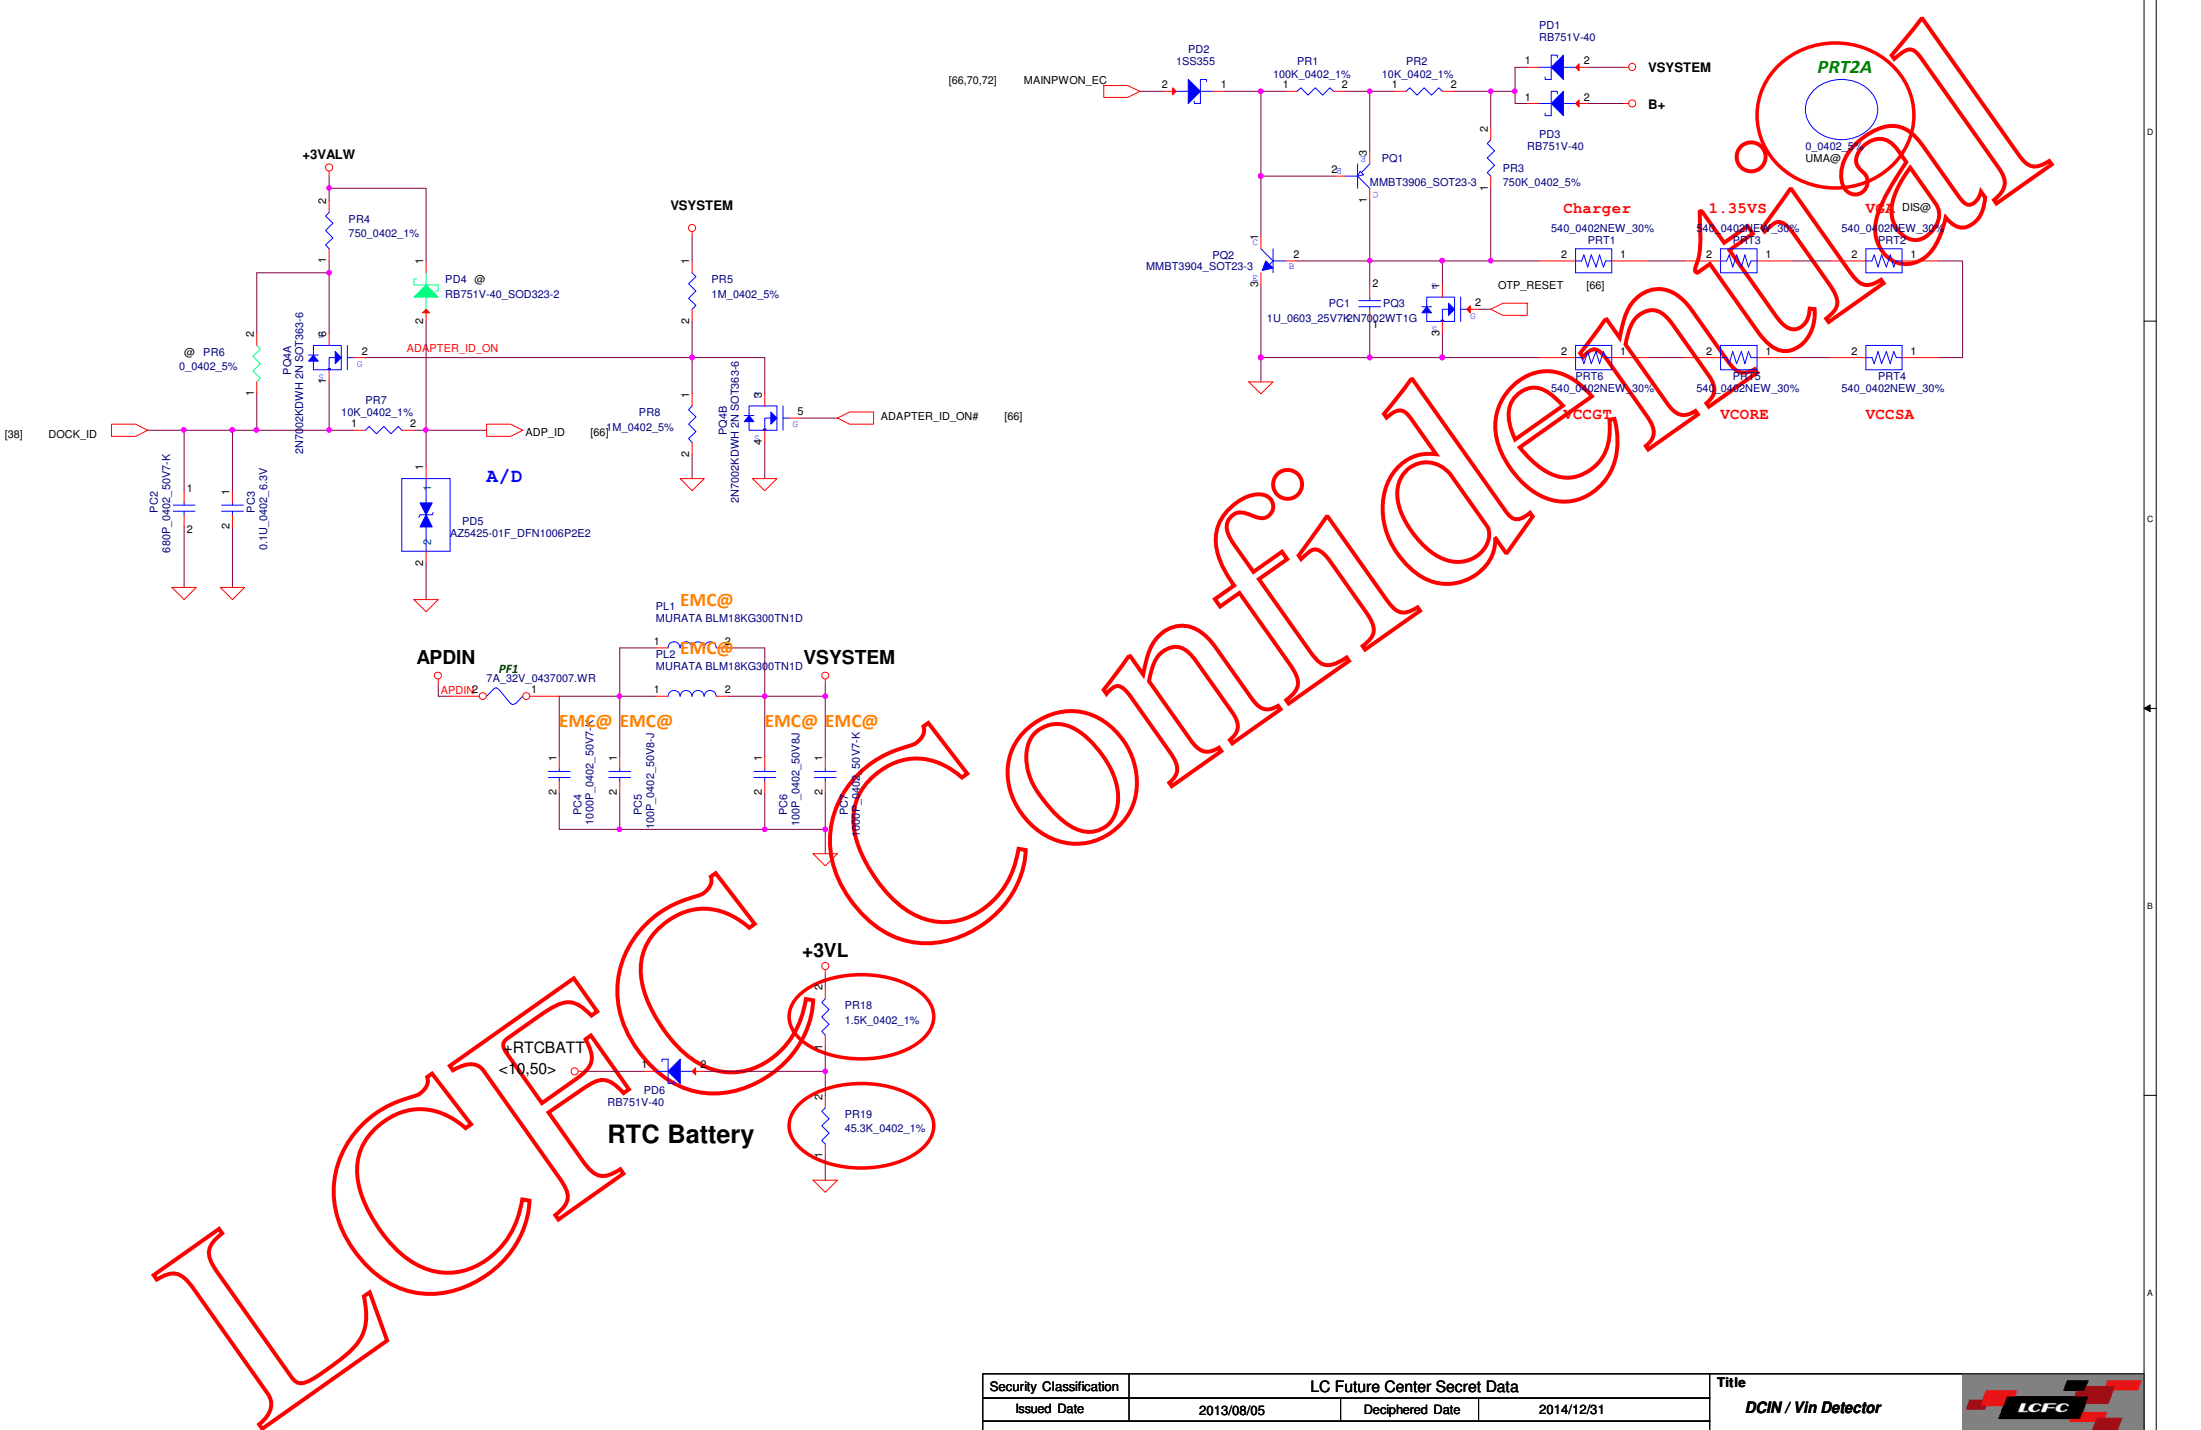 PD1
RB751V-40
PD2
1SS355
PR1
100K_0402_1%
PR2
10K_0402_1%
VSYSTEM
B+
PD3
RB751V-40
[66,70,72] MAINPWON_EC
PRT2A
0_0402_5%
UMA@
PQ1
MMBT3906_SOT23-3
PR3
750K_0402_5%
+3VALW
PR4
750_0402_1%
PD4 @
RB751V-40_SOD323-2
VSYSTEM
PR5
1M_0402_5%
PQ2
MMBT3904_SOT23-3
Charger
540_0402NEW_30%
PRT1
1.35VS
540_0402NEW_30%
PRT3
VGA DIS@
540_0402NEW_30%
PRT2
OTP_RESET [66]
PC1
1U_0603_25V7K
PQ3
2N7002WT1G
PRT6
540_0402NEW_30%
VCCGT
PRT5
540_0402NEW_30%
VCORE
PRT4
540_0402NEW_30%
VCCSA
@ PR6
0_0402_5%
PQ4A
2N7002KDWH 2N SOT363-6
ADAPTER_ID_ON
PR7
10K_0402_1%
PR8
1M_0402_5%
PQ4B
2N7002KDWH 2N SOT363-6
ADAPTER_ID_ON# [66]
[38] DOCK_ID
ADP_ID [66]
PC2
680P_0402_50V7-K
PC3
0.1U_0402_6.3V
A/D
PD5
AZ5425-01F_DFN1006P2E2
EMC@
PL1
MURATA BLM18KG300TN1D
EMC@
PL2
MURATA BLM18KG300TN1D
APDIN
PF1
7A_32V_0437007.WR
APDIN
VSYSTEM
EMC@ EMC@ EMC@ EMC@
PC4
1000P_0402_50V7-K
PC5
100P_0402_50V8-J
PC6
100P_0402_50V8J
PC7
1000P_0402_50V7-K
+3VL
PR18
1.5K_0402_1%
+RTCBATT
<10,50>
PD6
RB751V-40
PR19
45.3K_0402_1%
RTC Battery
LCFC Confidential
D
C
B
A
Security Classification
LC Future Center Secret Data
Issued Date
2013/08/05
Deciphered Date
2014/12/31
Title
DCIN / Vin Detector
LCFC